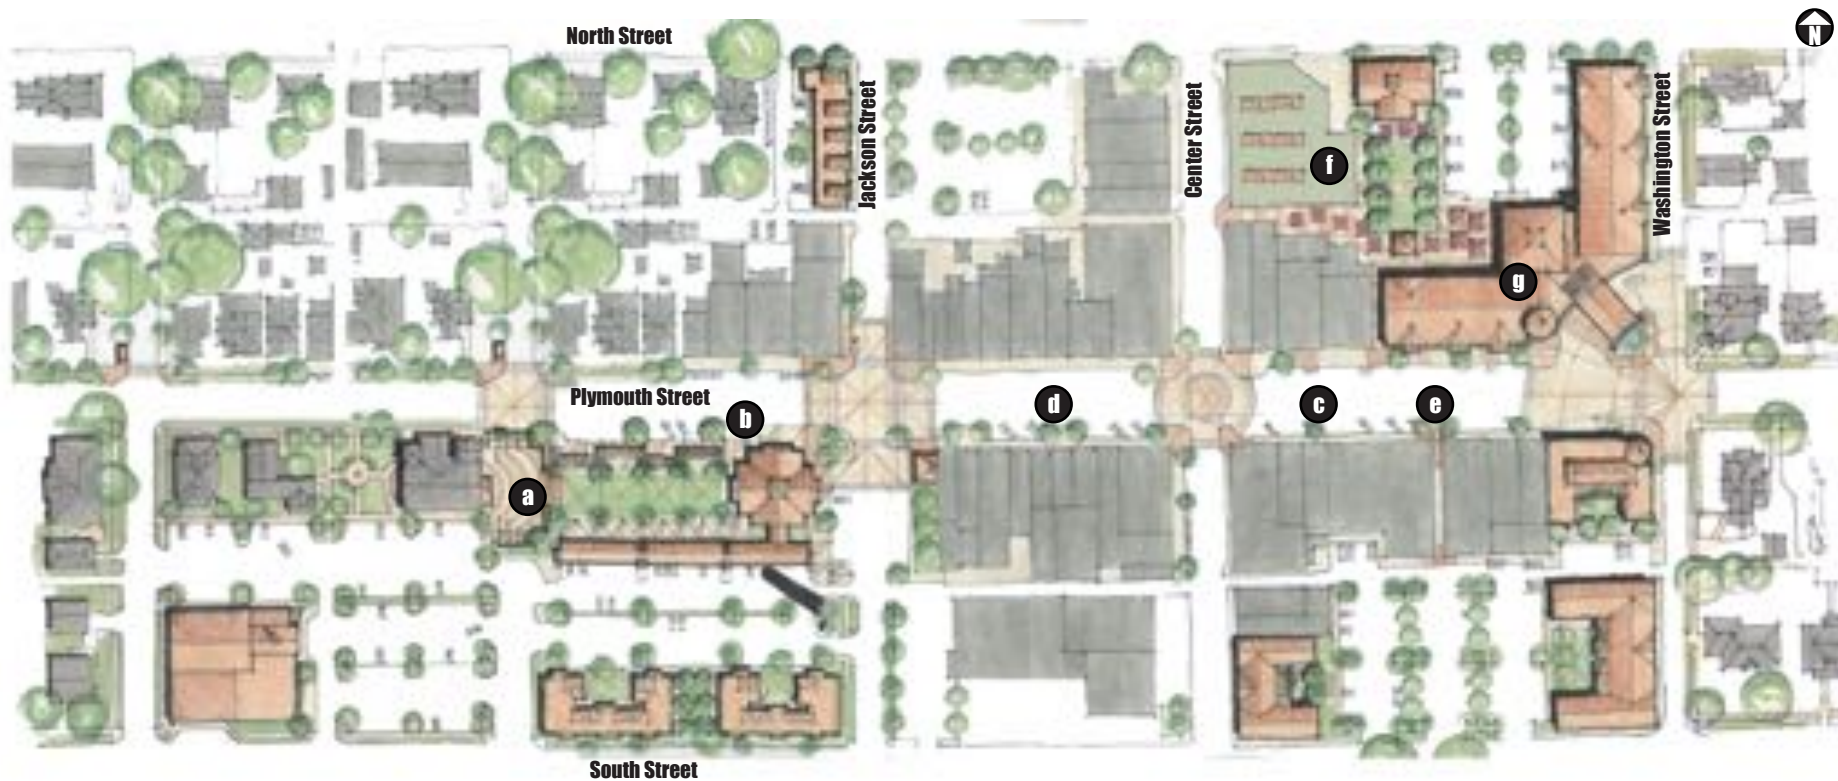 North Street
N
Jackson Street
Center Street
Washington Street
f
g
Plymouth Street
b
d
c
e
a
South Street